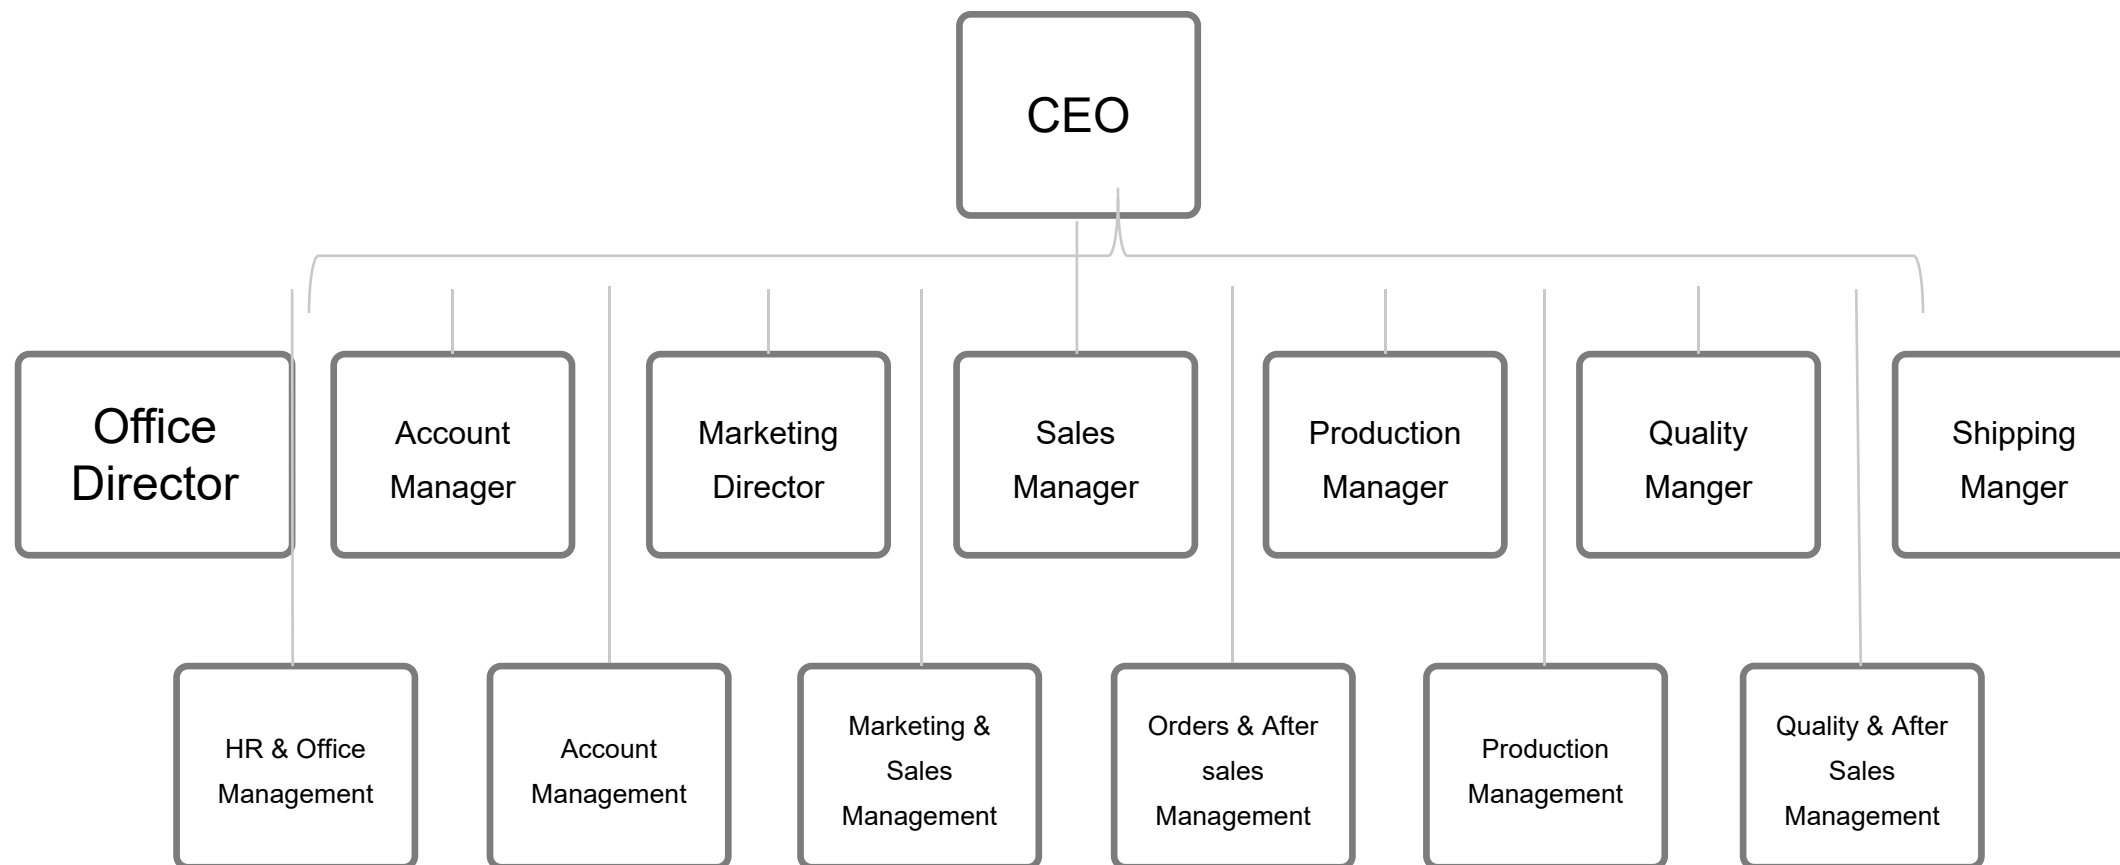 CEO
Office
Director
Account
Manager
Marketing
Director
Sales
Manager
Production
Manager
Quality
Manger
Shipping
Manger
HR & Office
Management
Account
Management
Marketing &
Sales
Management
Orders & After
sales
Management
Production
Management
Quality & After
Sales
Management